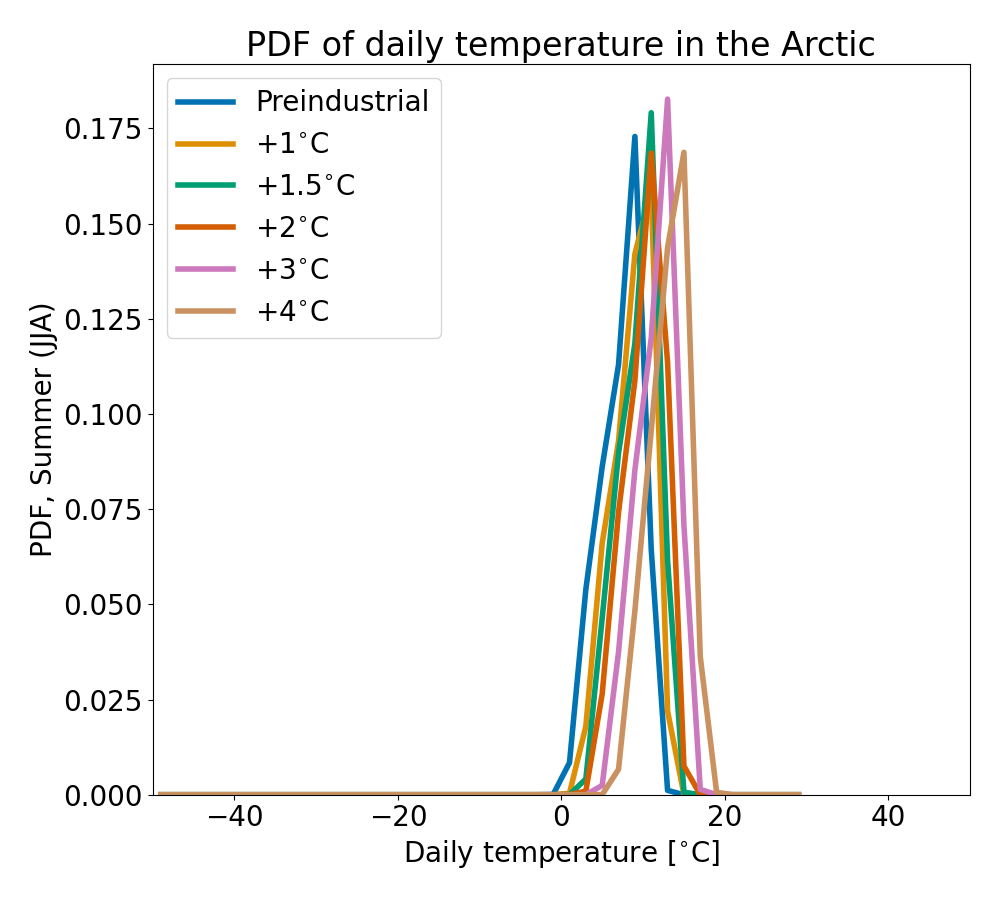 PDF of daily temperature in the Arctic
Preindustrial
+1°C
+1.5°C
+2°C
+3°C
+4°C
PDF, Summer (JJA)
0.175
0.150
0.125
0.100
0.075
0.050
0.025
0.000
−40
−20
0
20
40
Daily temperature [°C]